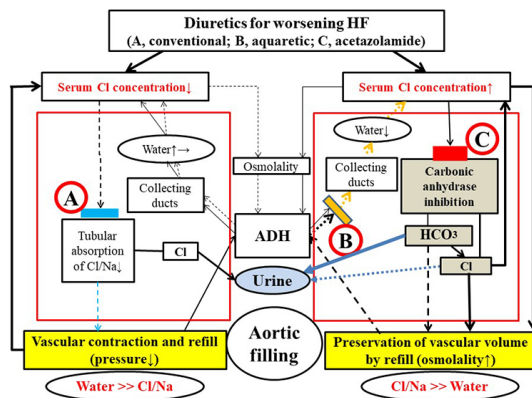 Diuretics for worsening HF
(A, conventional; B, aquaretic; C, acetazolamide)
Serum Cl concentration↓
Serum Cl concentration↑
Water↑→
Collecting
ducts
A
Tubular
absorption
of Cl/Na↓
Cl
Osmolality
ADH
Urine
Water↓
Collecting
ducts
B
C
Carbonic
anhydrase
inhibition
HCO3
Cl
Vascular contraction and refill
(pressure↓)
Water >> Cl/Na
Aortic
filling
Preservation of vascular volume
by refill (osmolality↑)
Cl/Na >> Water